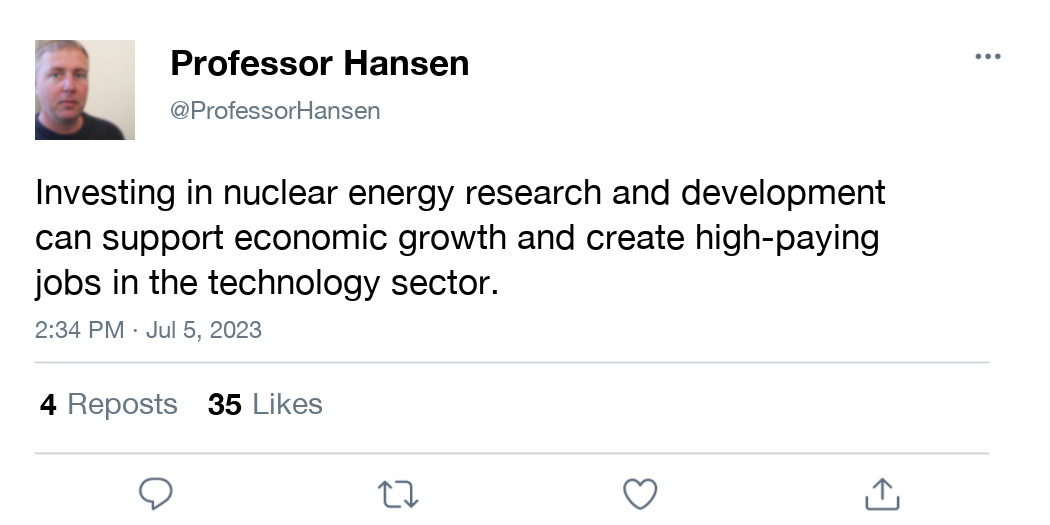 Professor Hansen
@ProfessorHansen
Investing in nuclear energy research and development
can support economic growth and create high-paying
jobs in the technology sector.
2:34 PM · Jul 5, 2023
4 Reposts 35 Likes